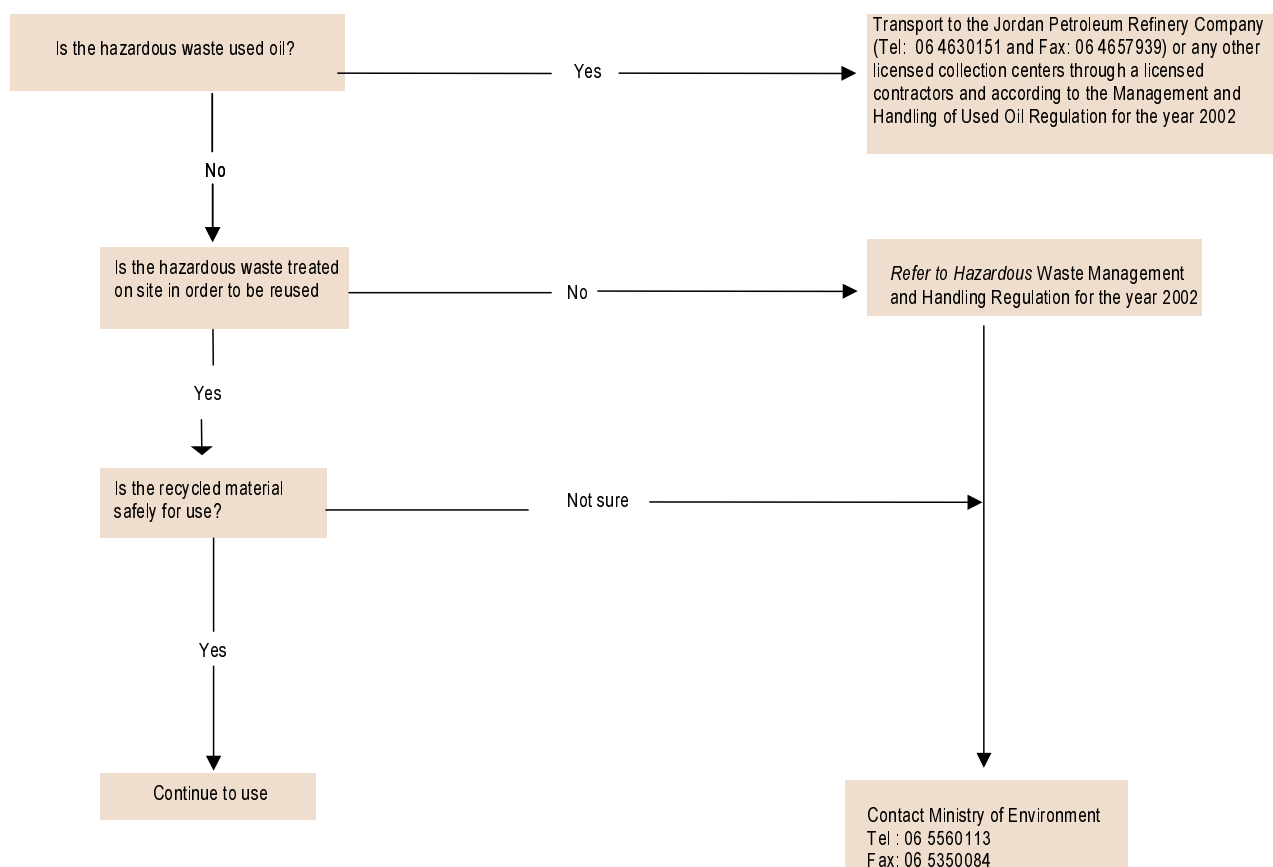 Is the hazardous waste used oil?
Yes
Transport to the Jordan Petroleum Refinery Company
(Tel: 06 4630151 and Fax: 06 4657939) or any other
licensed collection centers through a licensed
contractors and according to the Management and
Handling of Used Oil Regulation for the year 2002
No
Is the hazardous waste treated
on site in order to be reused
No
Refer to Hazardous Waste Management
and Handling Regulation for the year 2002
Yes
Is the recycled material
safely for use?
Not sure
Yes
Continue to use
Contact Ministry of Environment
Tel : 06 5560113
Fax: 06 5350084